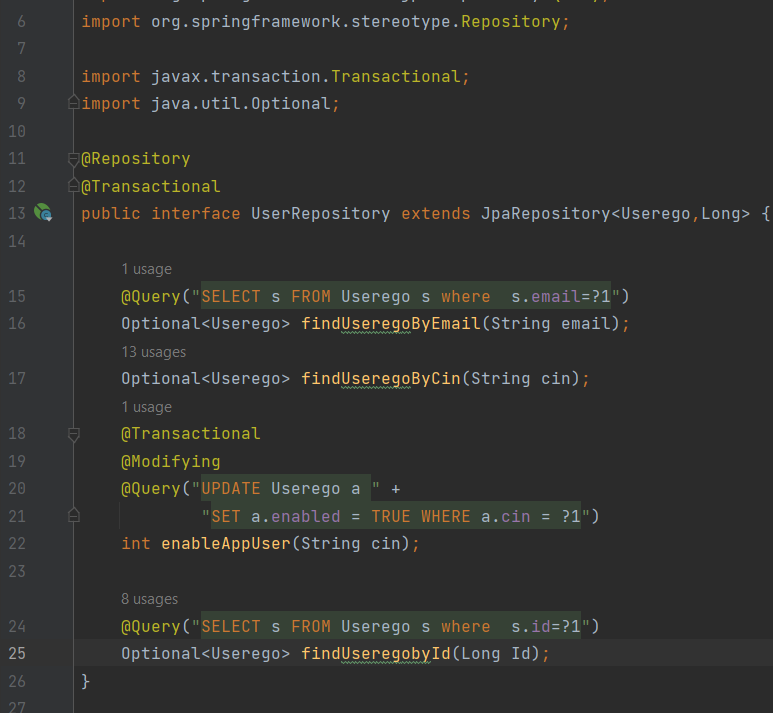 6 import org.springframework.stereotype.Repository;
7
8 import javax.transaction.Transactional;
9 import java.util.Optional;
10
11 @Repository
12 @Transactional
13 public interface UserRepository extends JpaRepository<Userego,Long> {
14
1 usage
15 @Query("SELECT s FROM Userego s where  s.email=?1")
16 Optional<Userego> findUseregoByEmail(String email);
13 usages
17 Optional<Userego> findUseregoByCin(String cin);
1 usage
18 @Transactional
19 @Modifying
20 @Query("UPDATE Userego a " +
21 "SET a.enabled = TRUE WHERE a.cin = ?1")
22 int enableAppUser(String cin);
23
8 usages
24 @Query("SELECT s FROM Userego s where  s.id=?1")
25 Optional<Userego> findUseregobyId(Long Id);
26 }
27